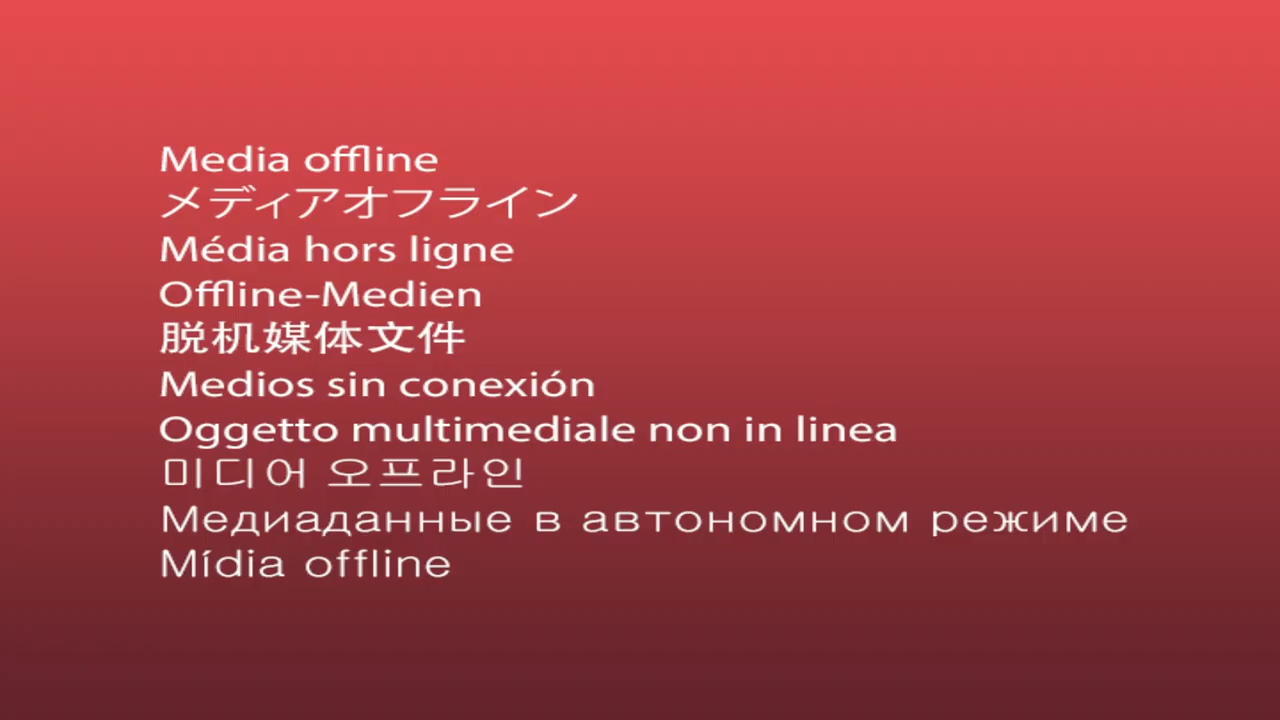 Media offline
メディアオフライン
Média hors ligne
Offline-Medien
脱机媒体文件
Medios sin conexión
Oggetto multimediale non in linea
미디어 오프라인
Медиаданные в автономном режиме
Mídia offline